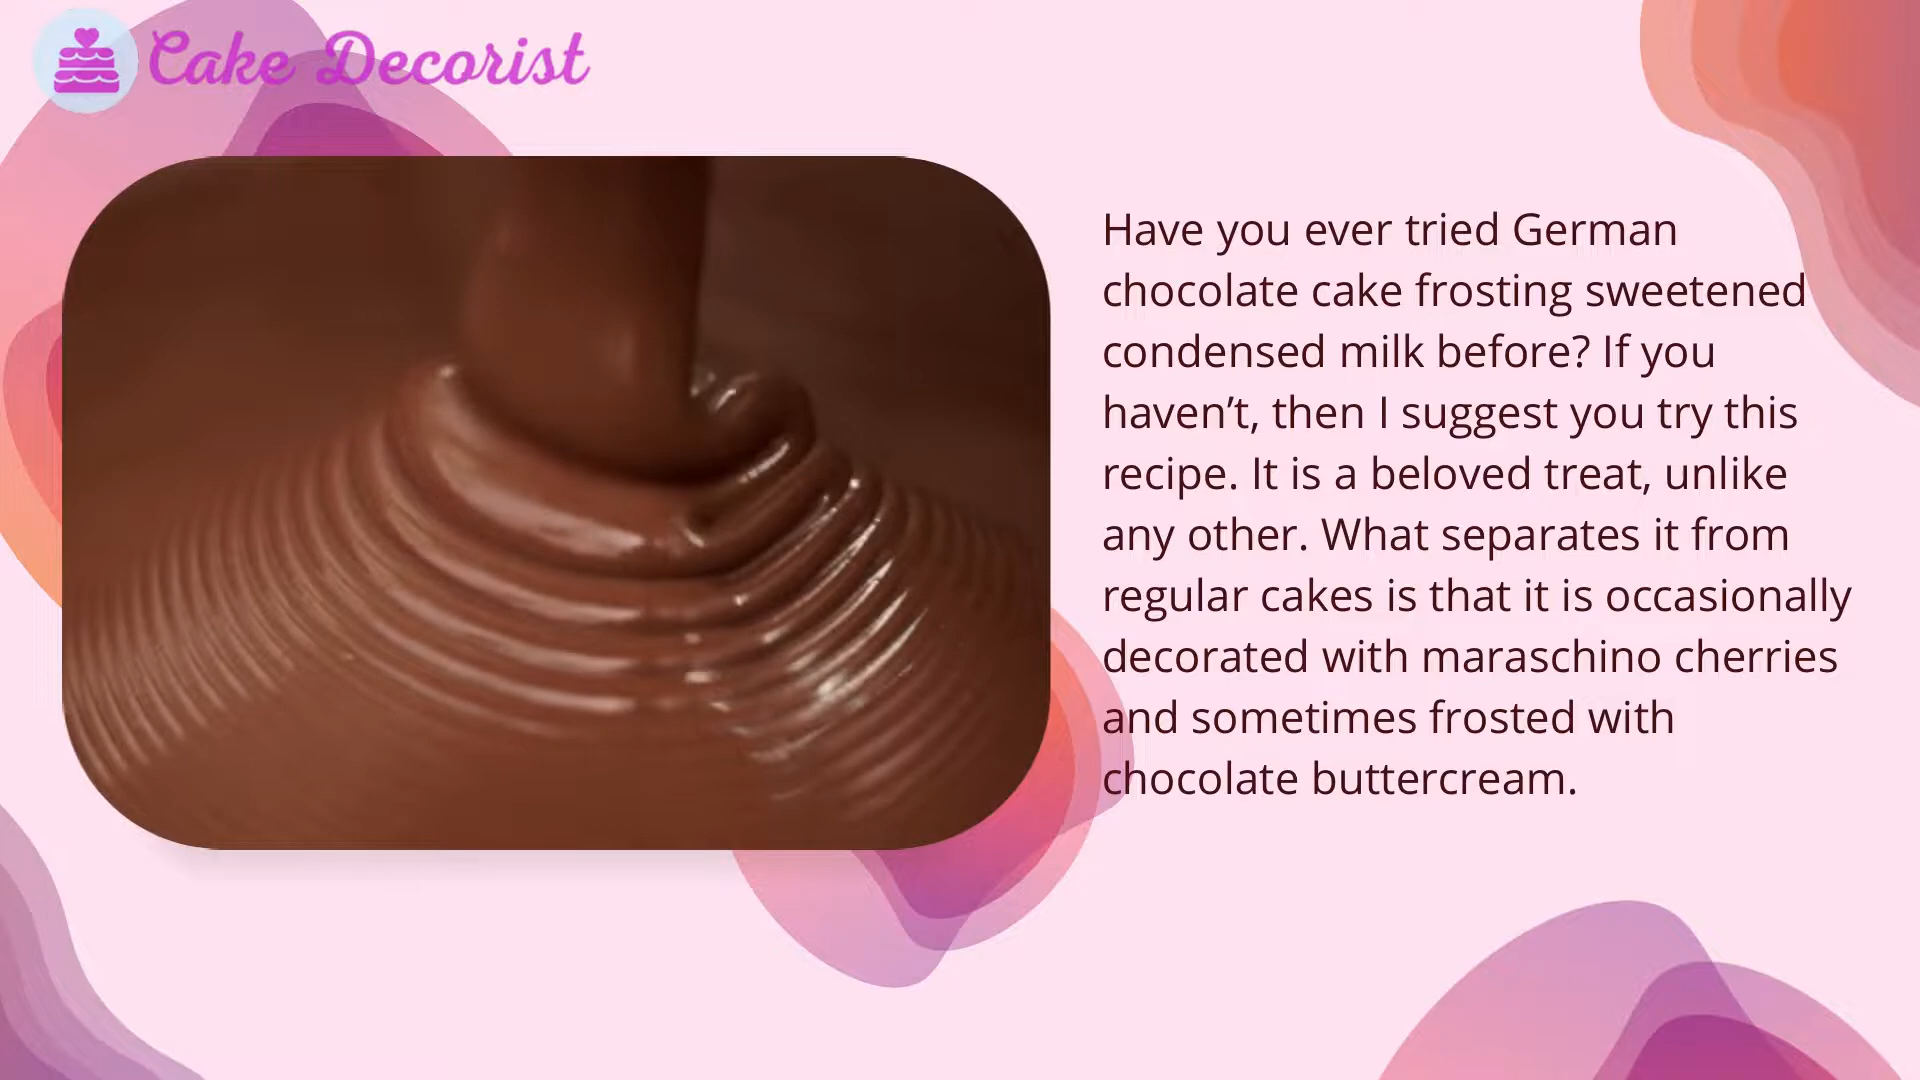 Cake Decorist
Have you ever tried German
chocolate cake frosting sweetened
condensed milk before? If you
haven’t, then I suggest you try this
recipe. It is a beloved treat, unlike
any other. What separates it from
regular cakes is that it is occasionally
decorated with maraschino cherries
and sometimes frosted with
chocolate buttercream.